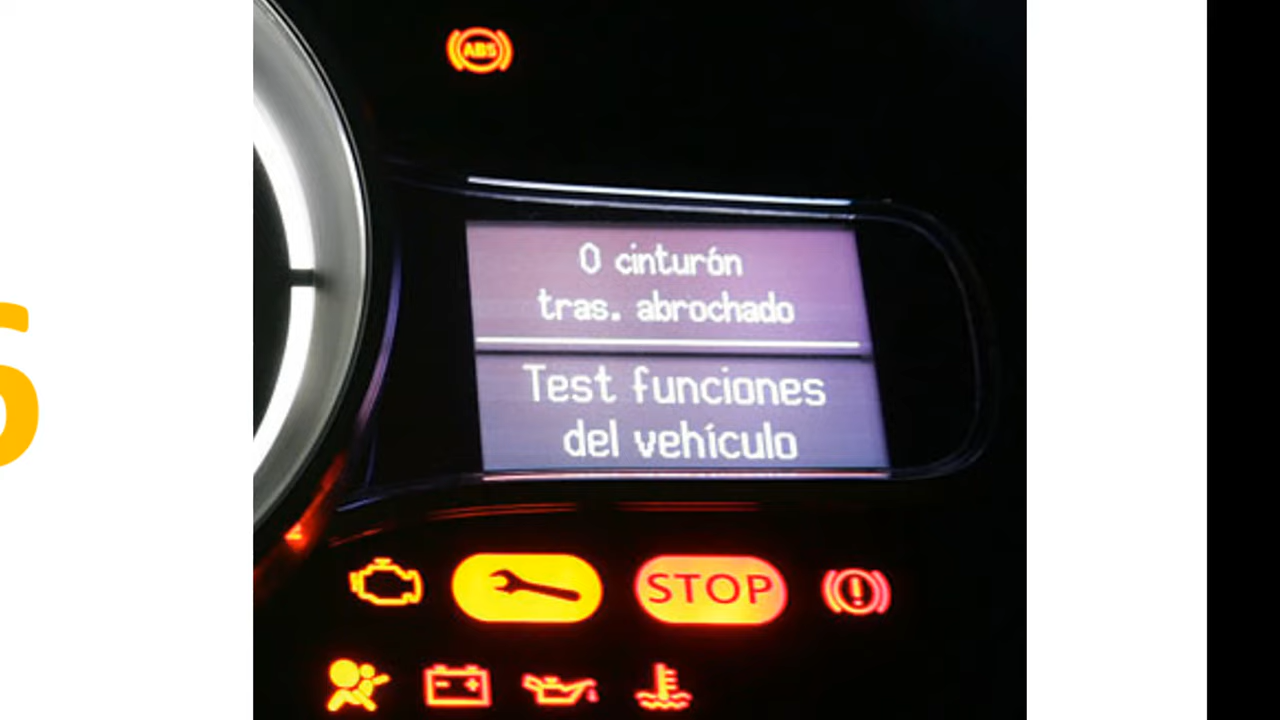 ABS
0 cinturón
tras. abrochado
Test funciones
del vehículo
STOP